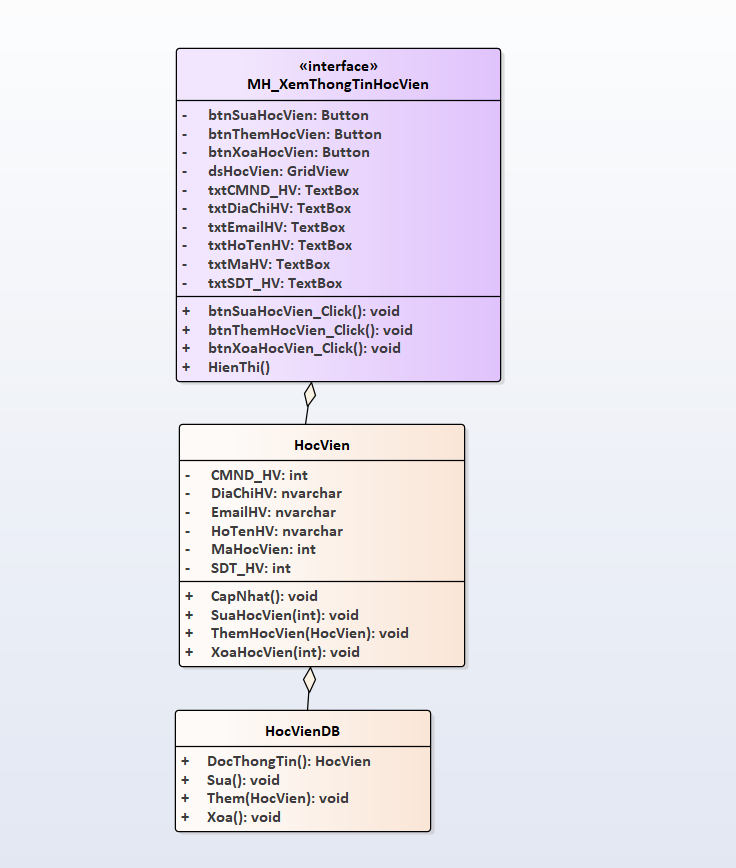 «interface»
MH_XemThongTinHocVien
- btnSuaHocVien: Button
- btnThemHocVien: Button
- btnXoaHocVien: Button
- dsHocVien: GridView
- txtCMND_HV: TextBox
- txtDiaChiHV: TextBox
- txtEmailHV: TextBox
- txtHoTenHV: TextBox
- txtMaHV: TextBox
- txtSDT_HV: TextBox
+ btnSuaHocVien_Click(): void
+ btnThemHocVien_Click(): void
+ btnXoaHocVien_Click(): void
+ HienThi()
HocVien
- CMND_HV: int
- DiaChiHV: nvarchar
- EmailHV: nvarchar
- HoTenHV: nvarchar
- MaHocVien: int
- SDT_HV: int
+ CapNhat(): void
+ SuaHocVien(int): void
+ ThemHocVien(HocVien): void
+ XoaHocVien(int): void
HocVienDB
+ DocThongTin(): HocVien
+ Sua(): void
+ Them(HocVien): void
+ Xoa(): void